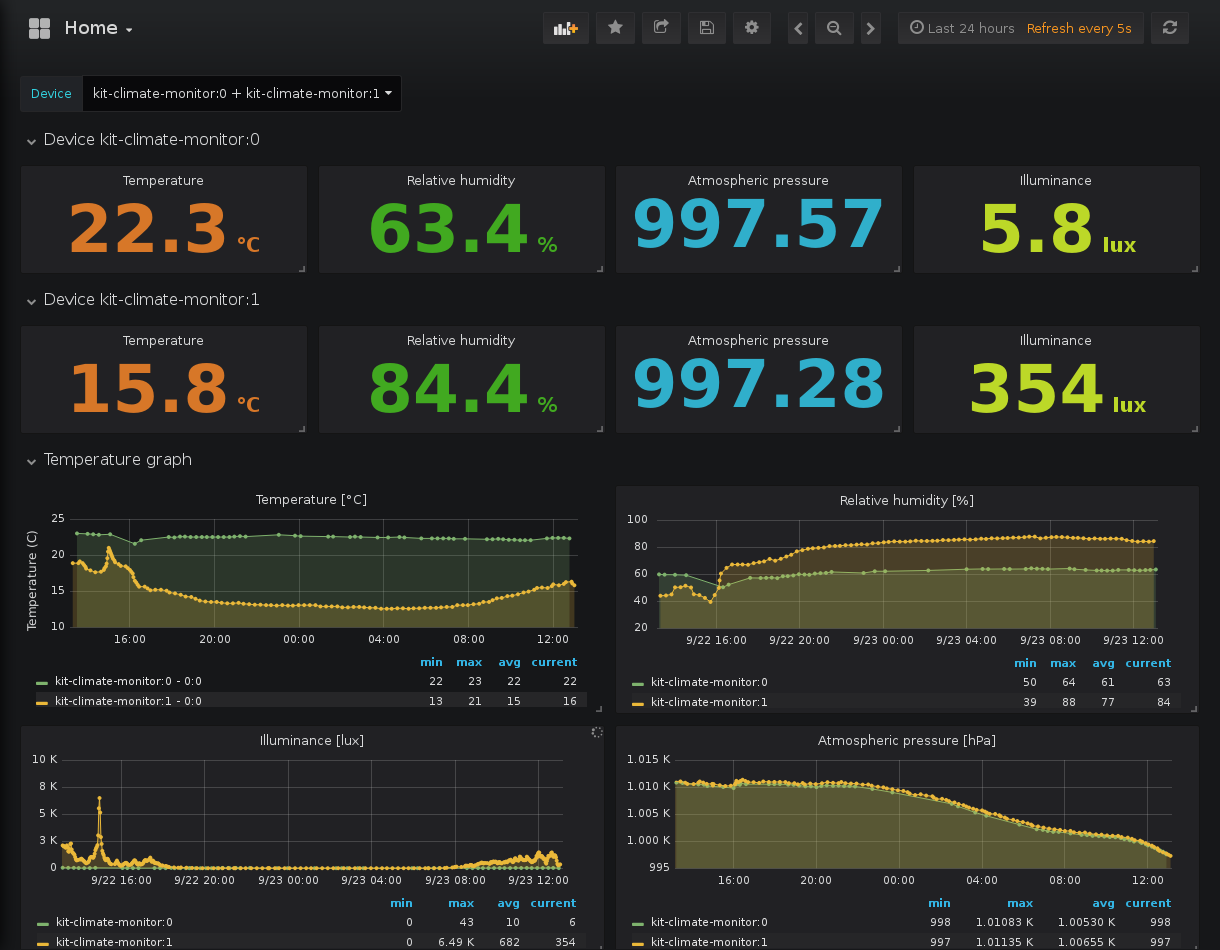 Home
Last 24 hours Refresh every 5s
Device kit-climate-monitor:0 + kit-climate-monitor:1
Device kit-climate-monitor:0
Temperature Relative humidity Atmospheric pressure Illuminance
22.3 °C 63.4 % 997.57 5.8 lux
Device kit-climate-monitor:1
Temperature Relative humidity Atmospheric pressure Illuminance
15.8 °C 84.4 % 997.28 354 lux
Temperature graph
Temperature [°C]
Temperature (C)
25
20
15
10
16:00 20:00 00:00 04:00 08:00 12:00
min max avg current
kit-climate-monitor:0 - 0:0 22 23 22 22
kit-climate-monitor:1 - 0:0 13 21 15 16
Relative humidity [%]
100
80
60
40
20
9/22 16:00 9/22 20:00 9/23 00:00 9/23 04:00 9/23 08:00 9/23 12:00
min max avg current
kit-climate-monitor:0 50 64 61 63
kit-climate-monitor:1 39 88 77 84
Illuminance [lux]
10 K
8 K
5 K
3 K
0
9/22 16:00 9/22 20:00 9/23 00:00 9/23 04:00 9/23 08:00 9/23 12:00
min max avg current
kit-climate-monitor:0 0 43 10 6
kit-climate-monitor:1 0 6.49 K 682 354
Atmospheric pressure [hPa]
1.015 K
1.010 K
1.005 K
1.000 K
995
16:00 20:00 00:00 04:00 08:00 12:00
min max avg current
kit-climate-monitor:0 998 1.01083 K 1.00530 K 998
kit-climate-monitor:1 997 1.01135 K 1.00655 K 997